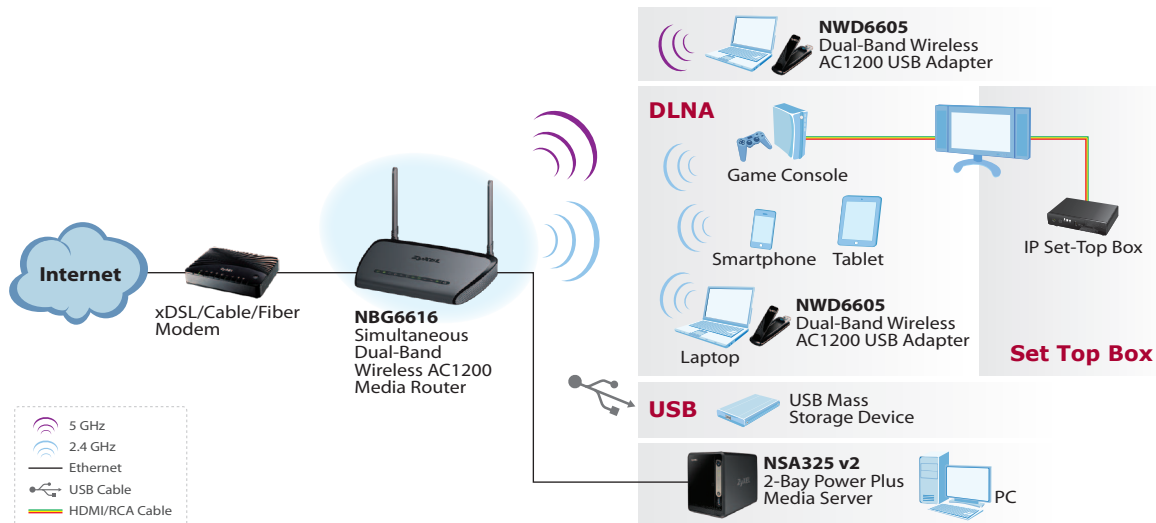 NWD6605
Dual-Band Wireless
AC1200 USB Adapter
DLNA
Game Console
IP Set-Top Box
Smartphone
Tablet
Internet
xDSL/Cable/Fiber
Modem
ZyXEL
NBG6616
Simultaneous
Dual-Band
Wireless AC1200
Media Router
NWD6605
Dual-Band Wireless
AC1200 USB Adapter
Laptop
Set Top Box
USB
USB Mass
Storage Device
5 GHz
2.4 GHz
Ethernet
USB Cable
HDMI/RCA Cable
ZyXEL
NSA325 v2
2-Bay Power Plus
Media Server
PC